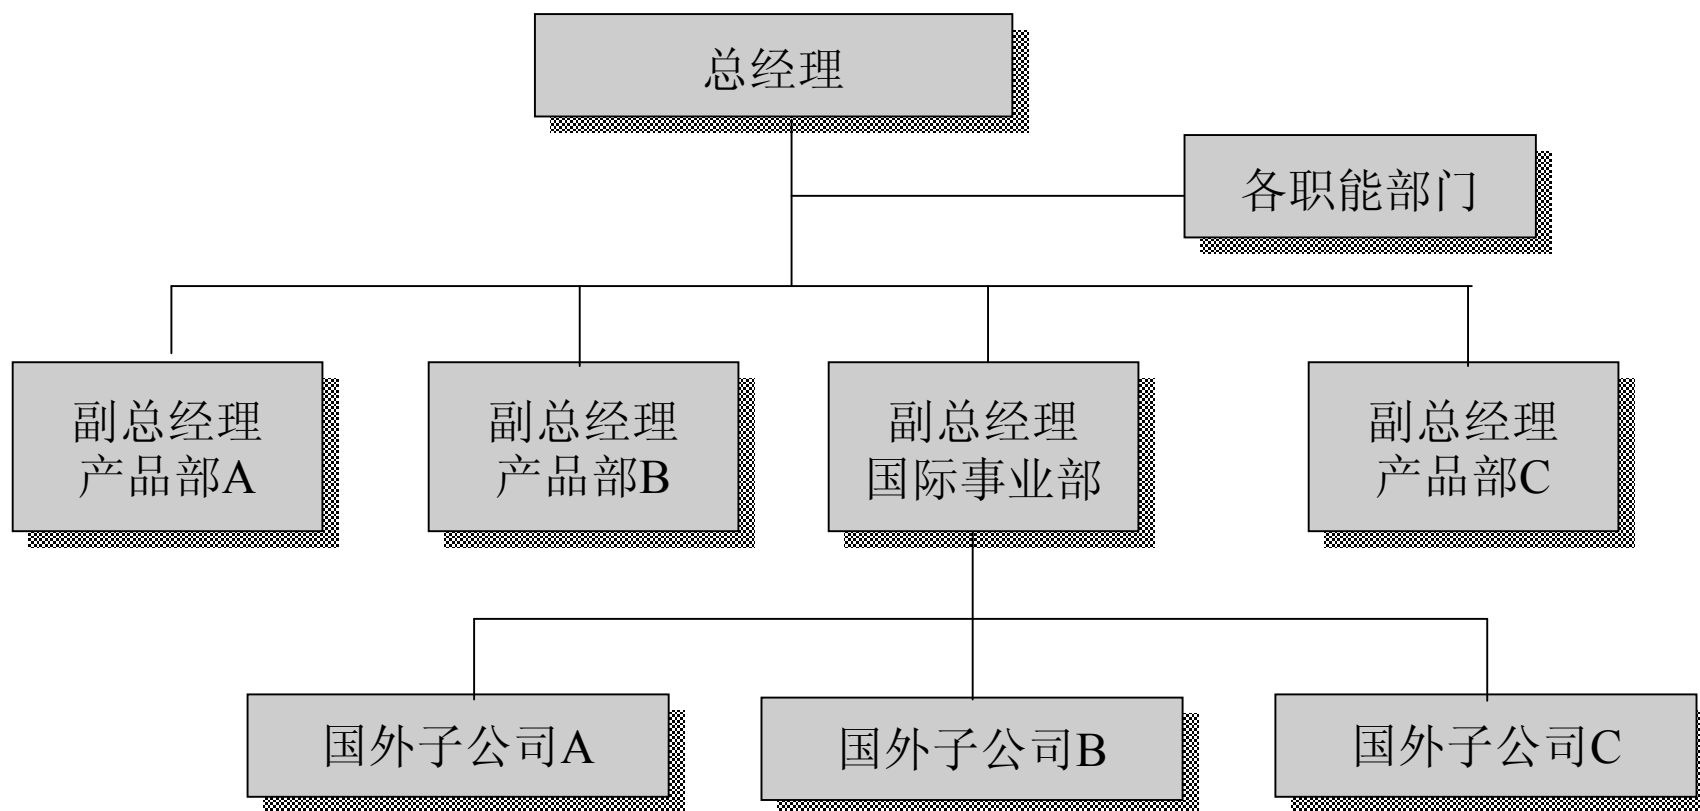 总经理
各职能部门
副总经理
产品部A
副总经理
产品部B
副总经理
国际事业部
副总经理
产品部C
国外子公司A
国外子公司B
国外子公司C